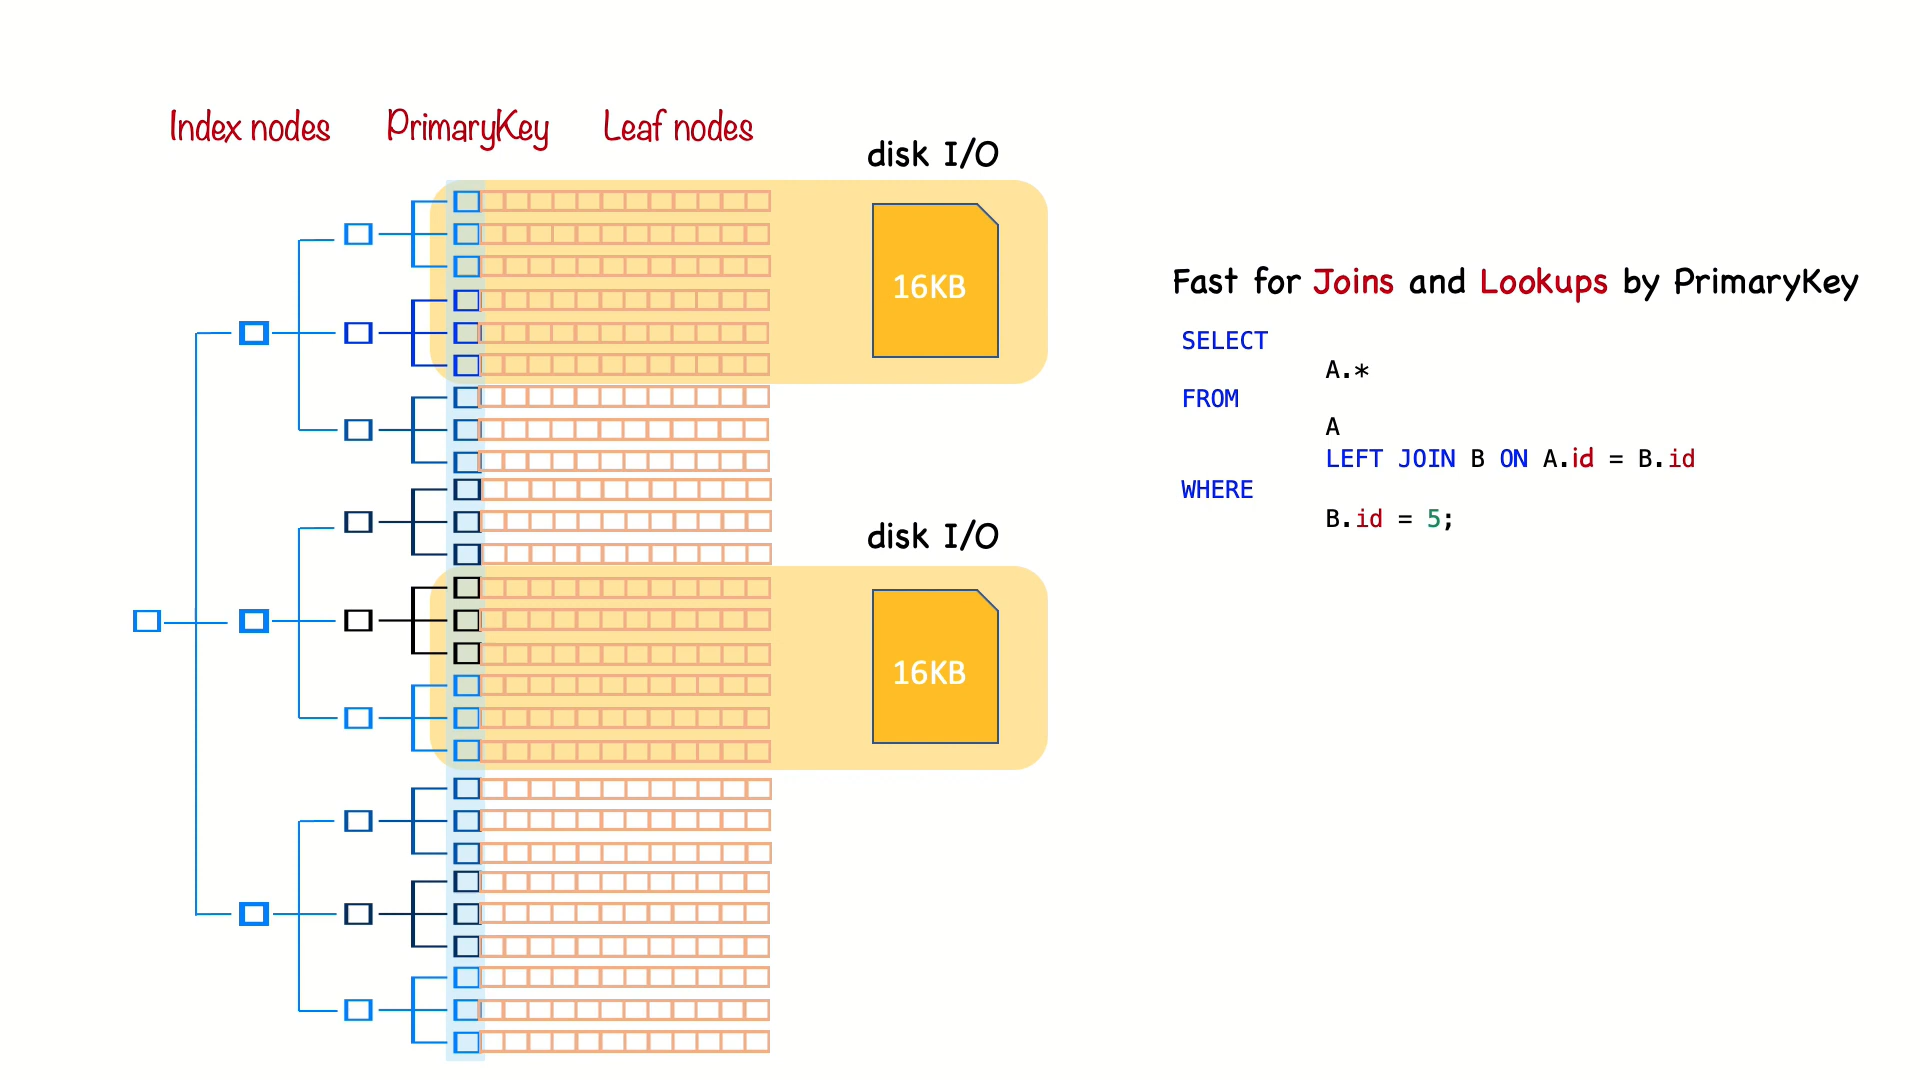 Index nodes
PrimaryKey
Leaf nodes
disk I/O
16KB
disk I/O
16KB
Fast for Joins and Lookups by PrimaryKey
SELECT
A.*
FROM
A
LEFT JOIN B ON A.id = B.id
WHERE
B.id = 5;